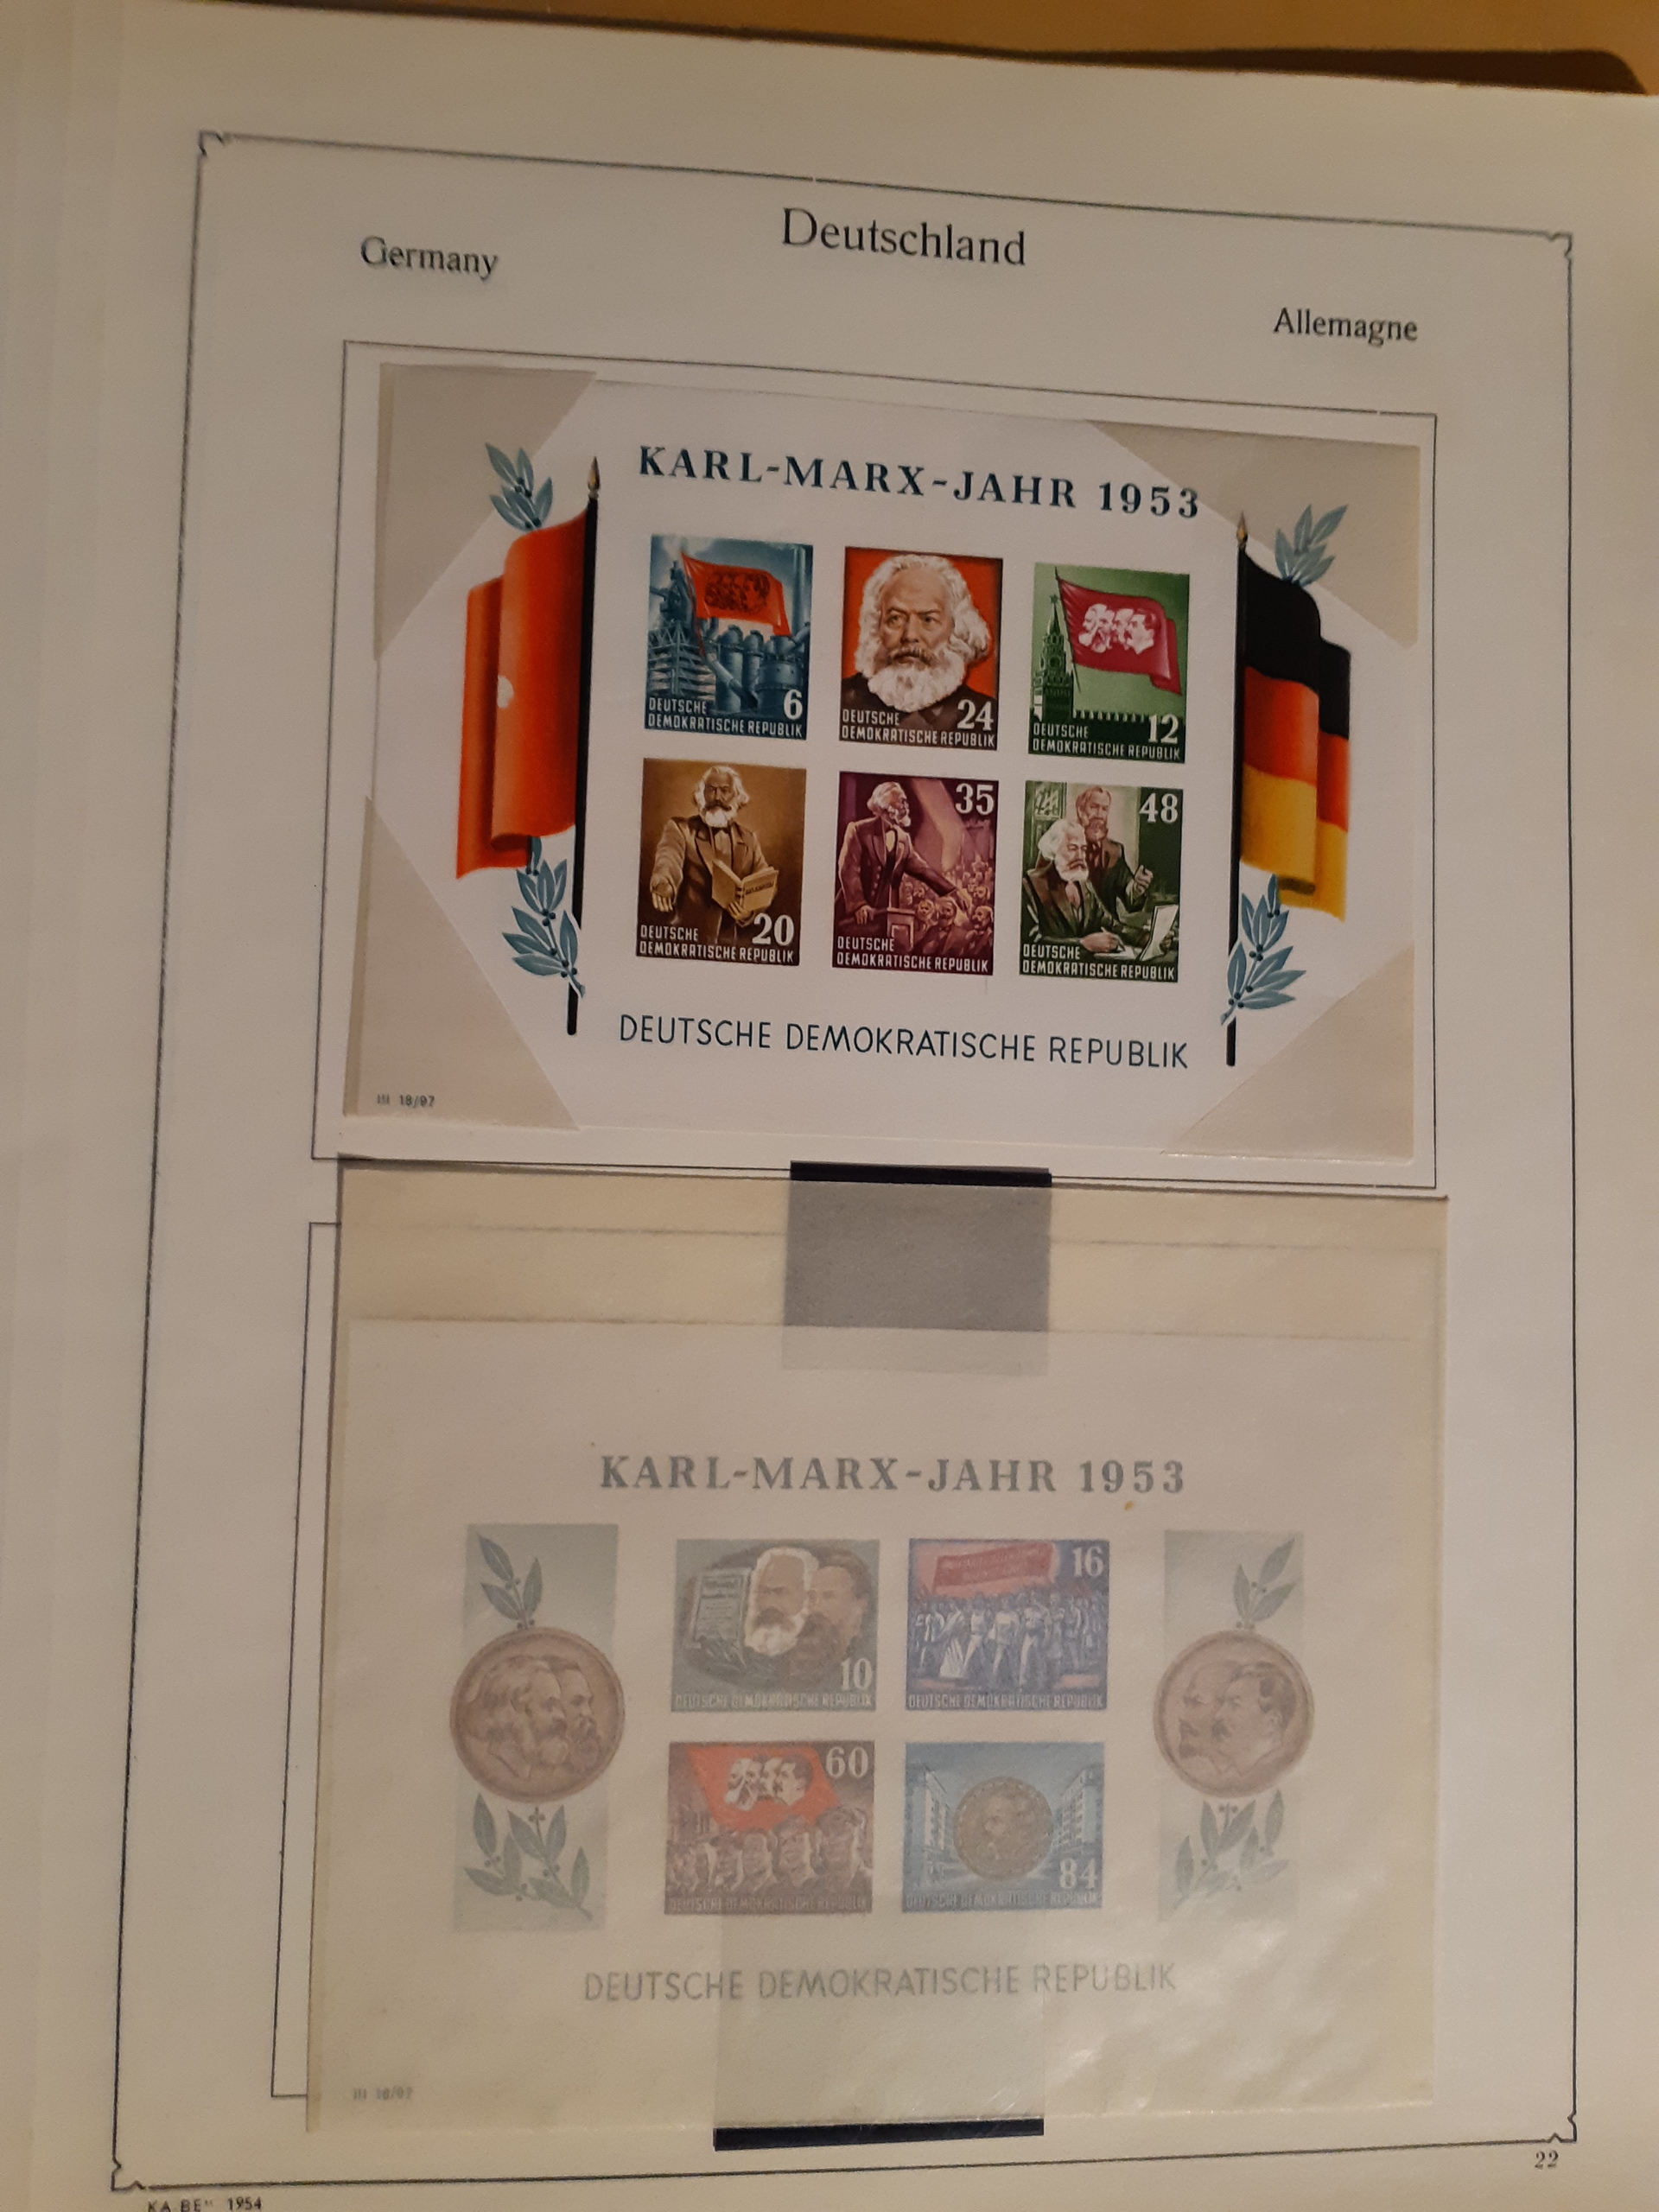 Deutschland
Germany
Allemagne
KARL-MARX-JAHR 1953
6
DEUTSCHE
DEMOKRATISCHE REPUBLIK
24
DEUTSCHE
DEMOKRATISCHE REPUBLIK
12
DEUTSCHE
DEMOKRATISCHE REPUBLIK
20
DEUTSCHE
DEMOKRATISCHE REPUBLIK
35
DEUTSCHE
DEMOKRATISCHE REPUBLIK
48
DEUTSCHE
DEMOKRATISCHE REPUBLIK
DEUTSCHE DEMOKRATISCHE REPUBLIK
III 18/97
KARL-MARX-JAHR 1953
10
DEUTSCHE DEMOKRATISCHE REPUBLIK
16
DEUTSCHE DEMOKRATISCHE REPUBLIK
60
DEUTSCHE DEMOKRATISCHE REPUBLIK
84
DEUTSCHE DEMOKRATISCHE REPUBLIK
DEUTSCHE DEMOKRATISCHE REPUBLIK
III 18/97
22
KA-BE 1954